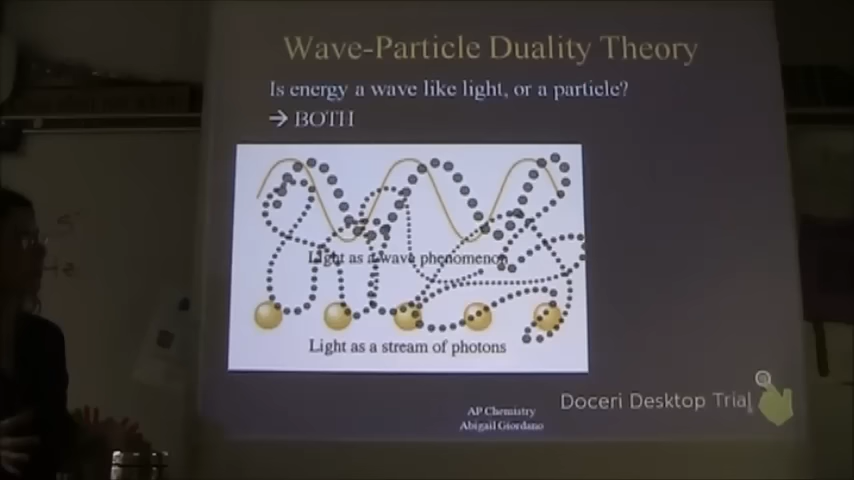 Wave-Particle Duality Theory
Is energy a wave like light, or a particle?
→ BOTH
Light as a wave phenomenon
Light as a stream of photons
AP Chemistry
Abigail Giordano
Doceri Desktop Trial